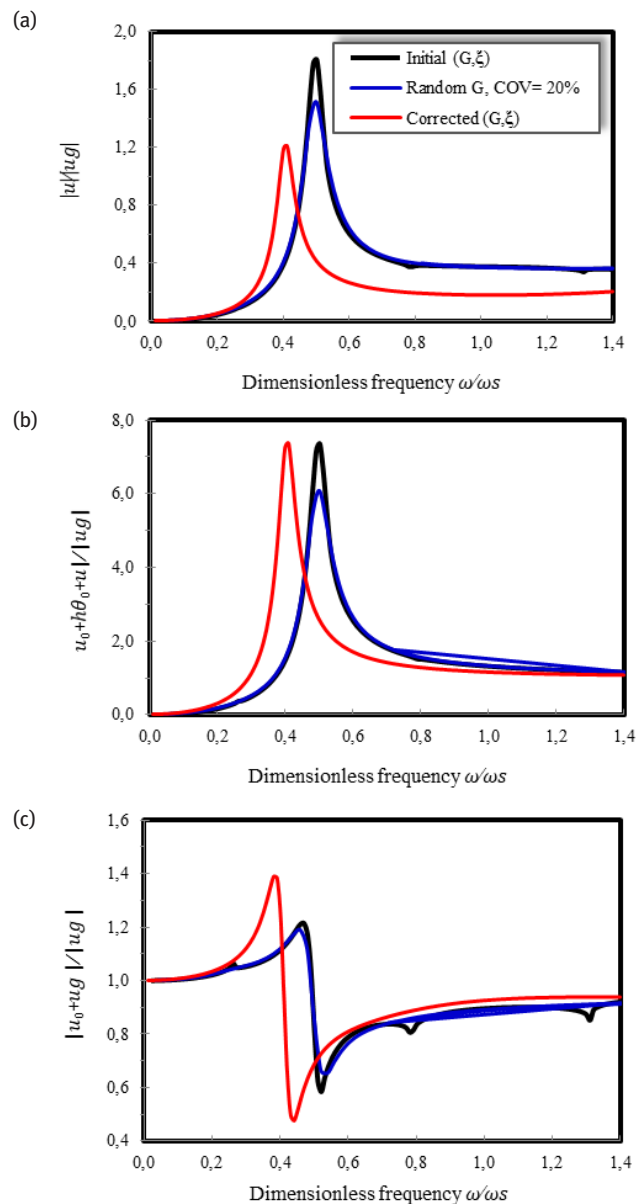 (a)
2,0
1,6
1,2
0,8
0,4
0,0
|u|/|ug|
Initial (G,ξ)
Random G, COV= 20%
Corrected (G,ξ)
0,0 0,2 0,4 0,6 0,8 1,0 1,2 1,4
Dimensionless frequency ω/ωs
(b)
8,0
6,0
4,0
2,0
0,0
u₀+hθ₀+u|/|ug|
0,0 0,2 0,4 0,6 0,8 1,0 1,2 1,4
Dimensionless frequency ω/ωs
(c)
1,6
1,4
1,2
1,0
0,8
0,6
0,4
|u₀+ug|/|ug|
0,0 0,2 0,4 0,6 0,8 1,0 1,2 1,4
Dimensionless frequency ω/ωs